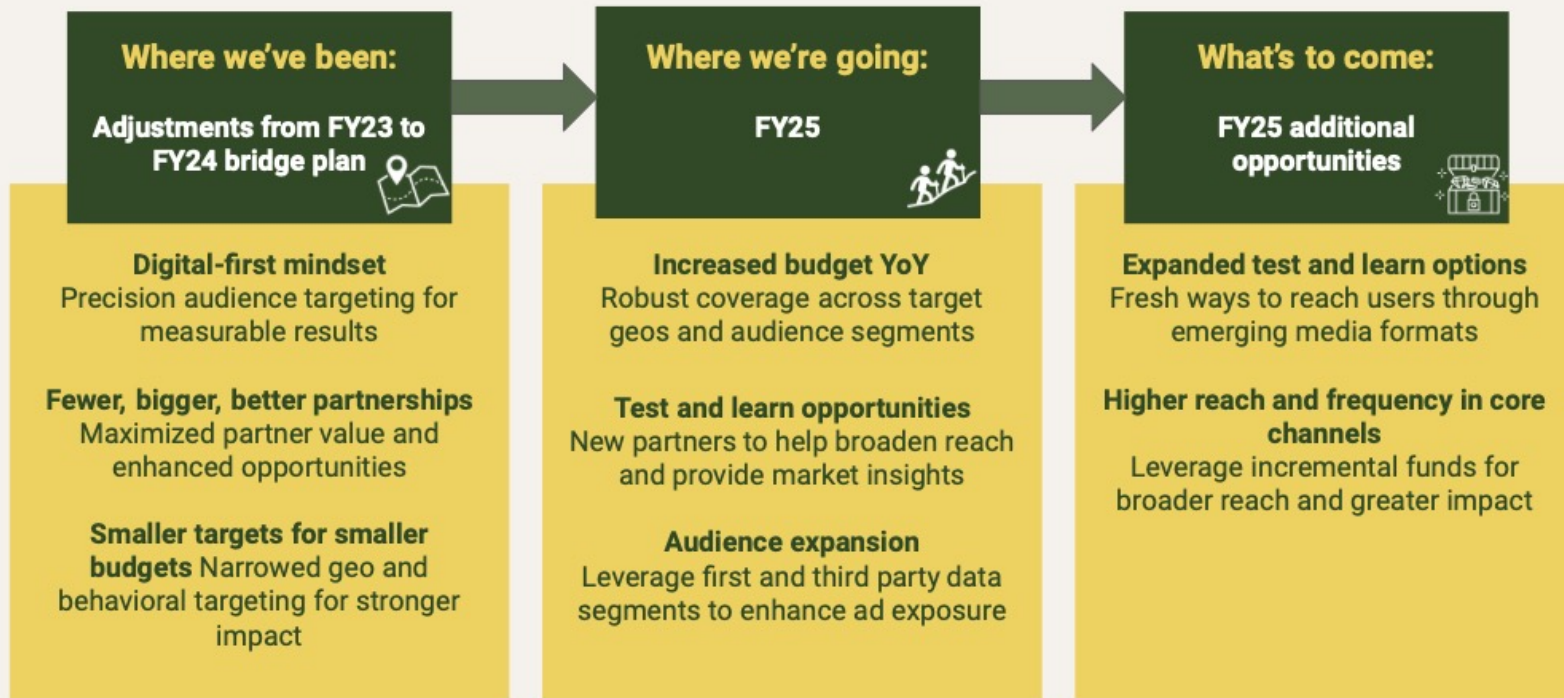 Where we've been:
Adjustments from FY23 to
FY24 bridge plan
Digital-first mindset
Precision audience targeting for
measurable results
Fewer, bigger, better partnerships
Maximized partner value and
enhanced opportunities
Smaller targets for smaller
budgets Narrowed geo and
behavioral targeting for stronger
impact
Where we're going:
FY25
Increased budget YoY
Robust coverage across target
geos and audience segments
Test and learn opportunities
New partners to help broaden reach
and provide market insights
Audience expansion
Leverage first and third party data
segments to enhance ad exposure
What's to come:
FY25 additional
opportunities
Expanded test and learn options
Fresh ways to reach users through
emerging media formats
Higher reach and frequency in core
channels
Leverage incremental funds for
broader reach and greater impact